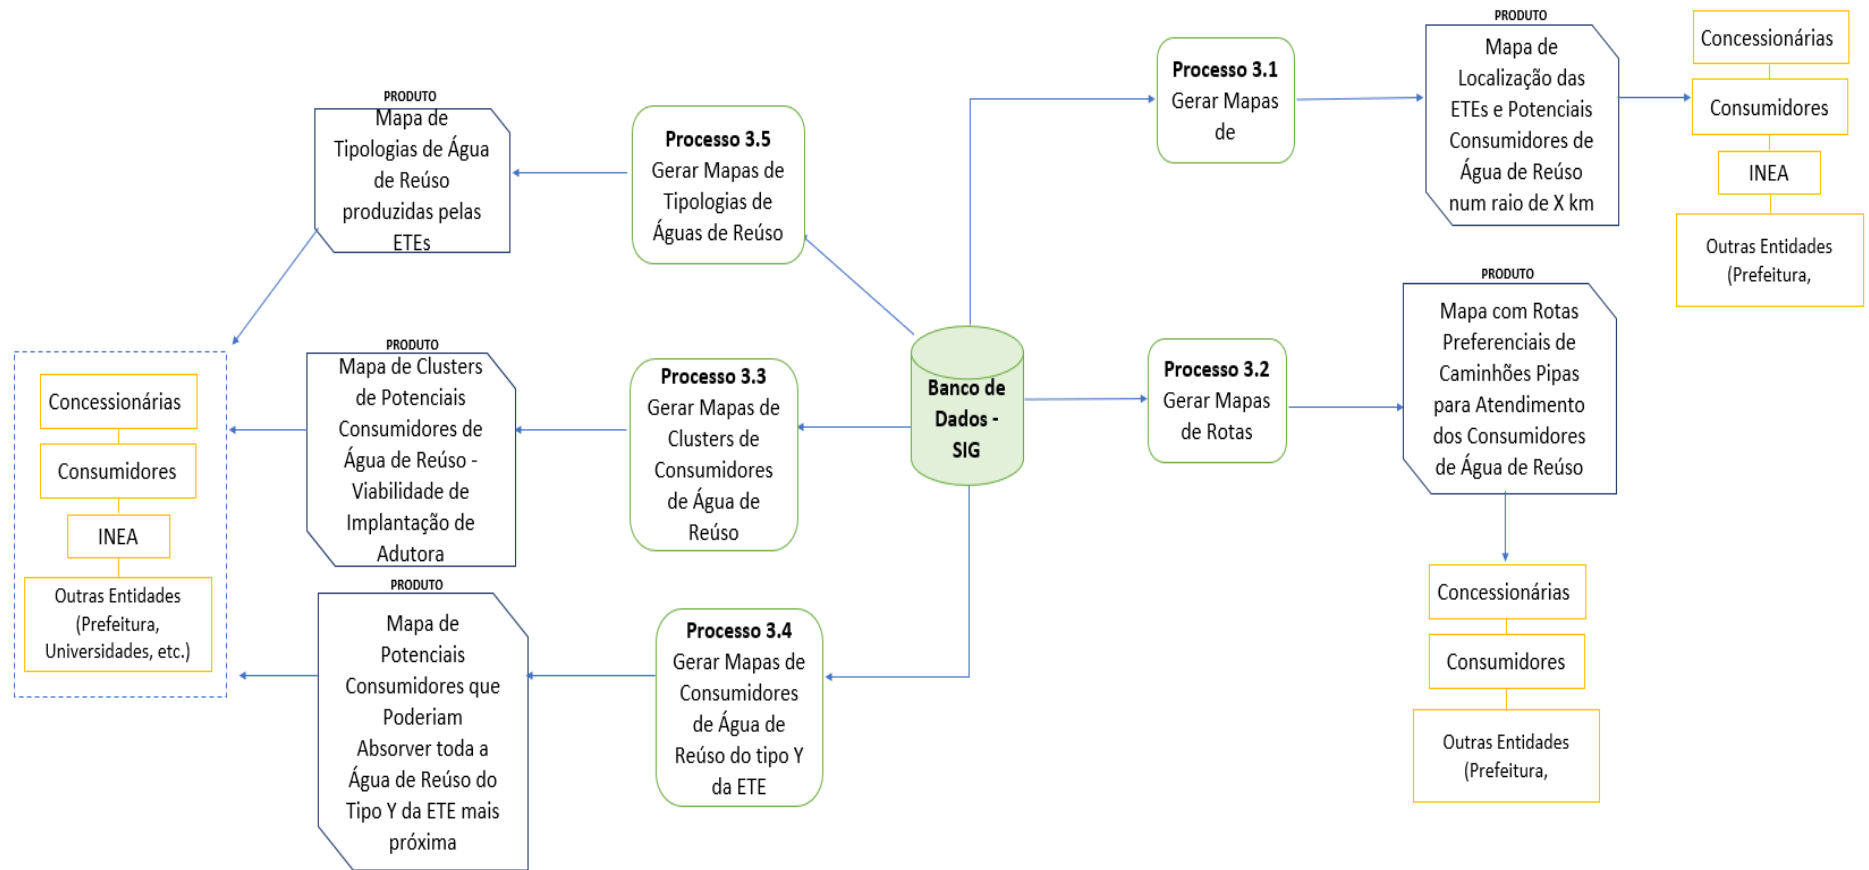 PRODUTO
Mapa de
Tipologias de Água
de Reúso
produzidas pelas
ETEs
Processo 3.5
Gerar Mapas de
Tipologias de
Águas de Reúso
Processo 3.1
Gerar Mapas
de
PRODUTO
Mapa de
Localização das
ETEs e Potenciais
Consumidores de
Água de Reúso
num raio de X km
Concessionárias
Consumidores
INEA
Outras Entidades
(Prefeitura,
Concessionárias
Consumidores
INEA
Outras Entidades
(Prefeitura,
Universidades, etc.)
PRODUTO
Mapa de Clusters
de Potenciais
Consumidores de
Água de Reúso -
Viabilidade de
Implantação de
Adutora
Processo 3.3
Gerar Mapas de
Clusters de
Consumidores
de Água de
Reúso
Banco de
Dados -
SIG
Processo 3.2
Gerar Mapas
de Rotas
PRODUTO
Mapa com Rotas
Preferenciais de
Caminhões Pipas
para Atendimento
dos Consumidores
de Água de Reúso
PRODUTO
Mapa de
Potenciais
Consumidores que
Poderiam
Absorver toda a
Água de Reúso do
Tipo Y da ETE mais
próxima
Processo 3.4
Gerar Mapas de
Consumidores
de Água de
Reúso do tipo Y
da ETE
Concessionárias
Consumidores
Outras Entidades
(Prefeitura,